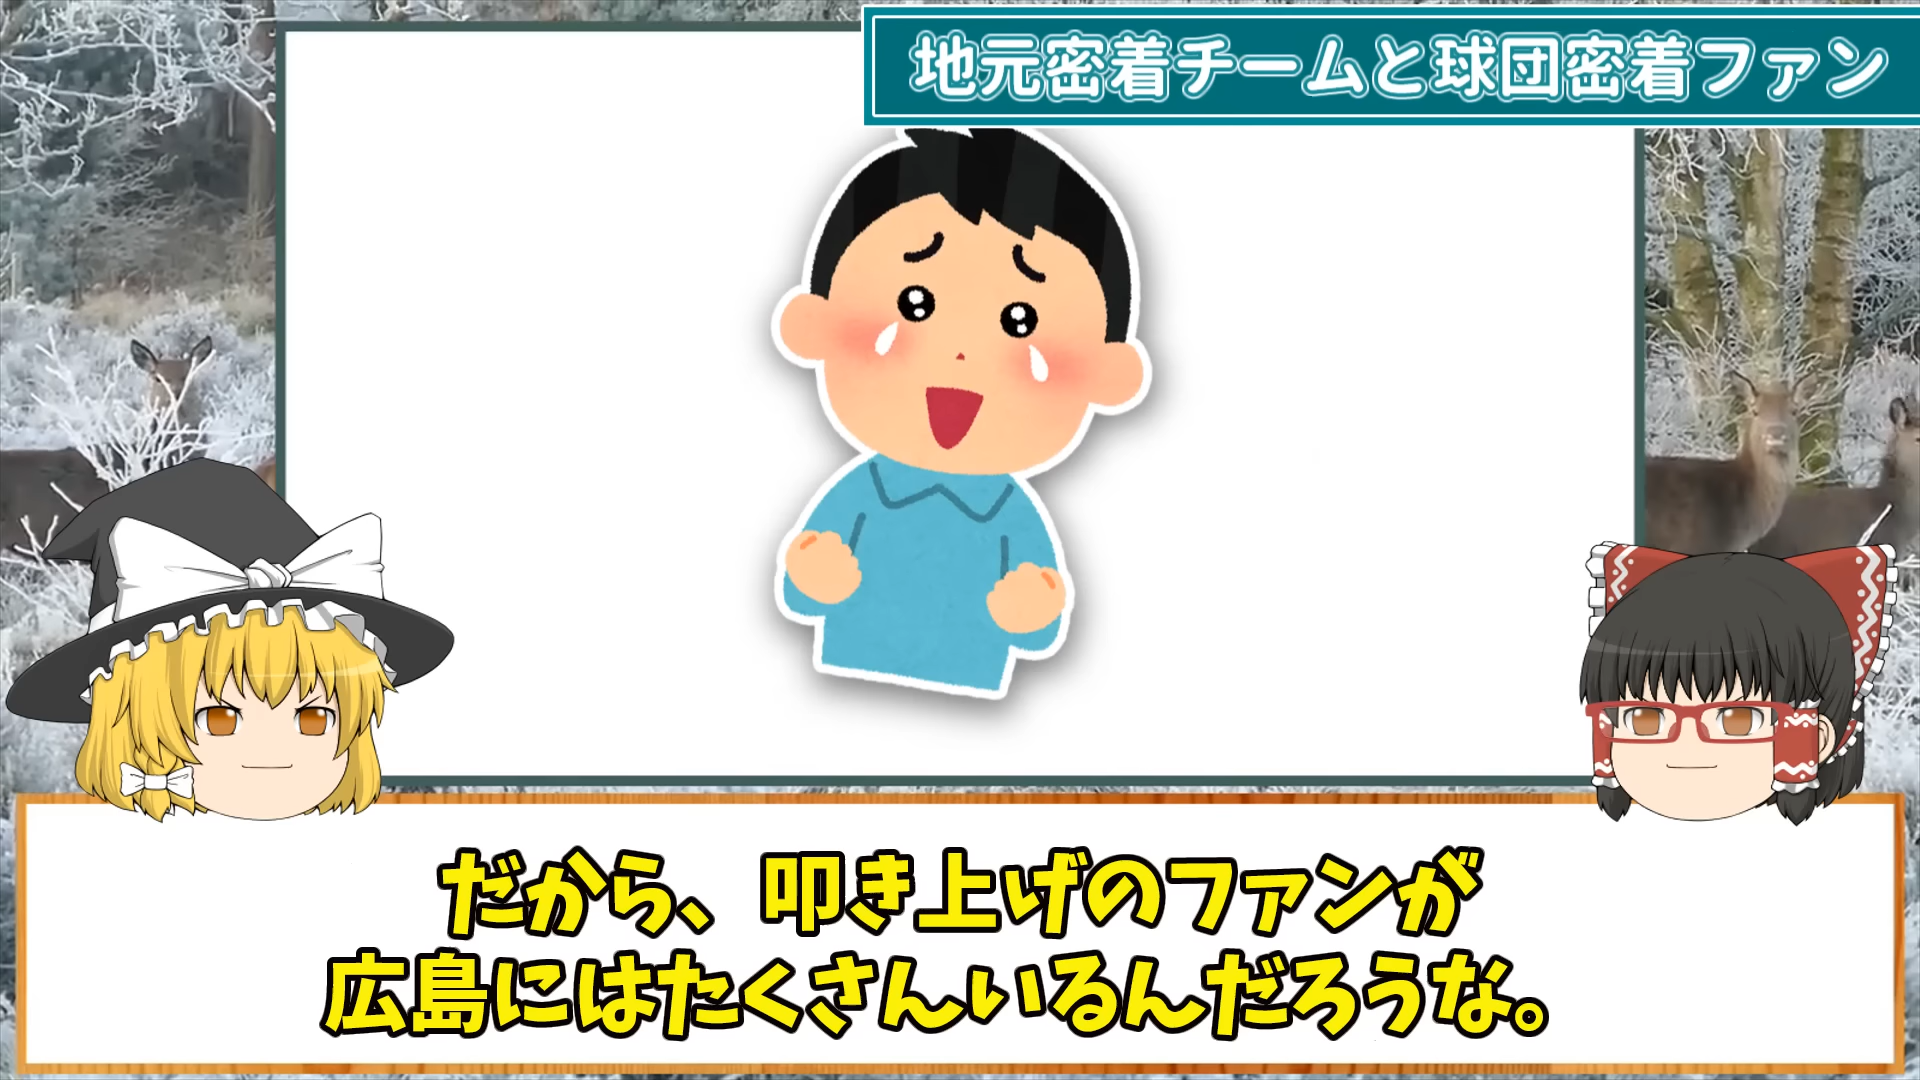 地元密着チームと球団密着ファン
だから、叩き上げのファンが
広島にはたくさんいるんだろうな。